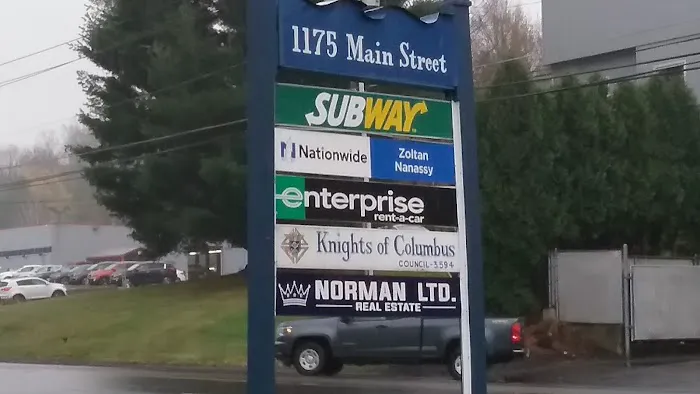 1175 Main Street
SUBWAY
Nationwide
Zoltan
Nanassy
enterprise
rent-a-car
Knights of Columbus
COUNCIL-3594
NORMAN LTD.
REAL ESTATE